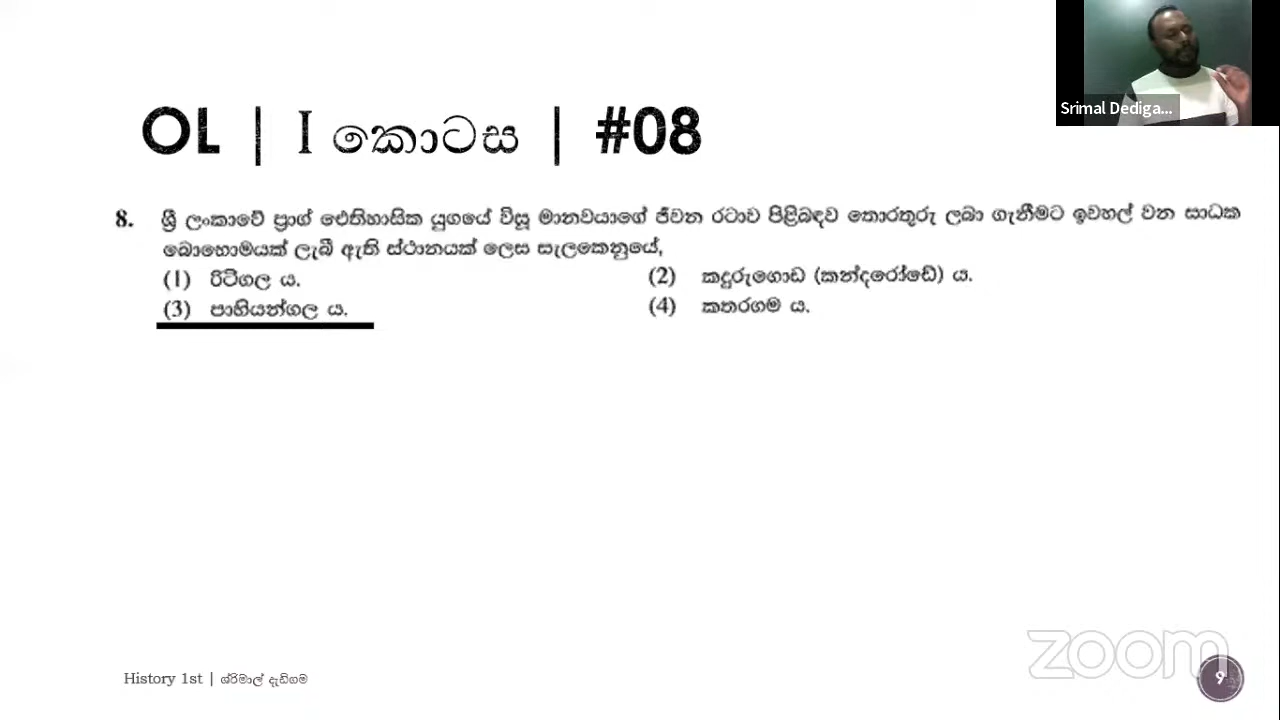 Srimal Dediga...
OL | I කොටස | #08
8. ශ්‍රී ලංකාවේ ප්‍රාග් ඓතිහාසික යුගයේ විසූ මානවයාගේ ජීවන රටාව පිළිබඳව තොරතුරු ලබා ගැනීමට ඉවහල් වන සාධක
බොහොමයක් ලැබී ඇති ස්ථානයක් ලෙස සැලකෙනුයේ,
(1) රිටිගල ය. (2) කදුරුගොඩ (කන්දරෝඩේ) ය.
(3) පාහියන්ගල ය. (4) කතරගම ය.
zoom
History 1st | ශ්රිමාල් දැඩිගම
9